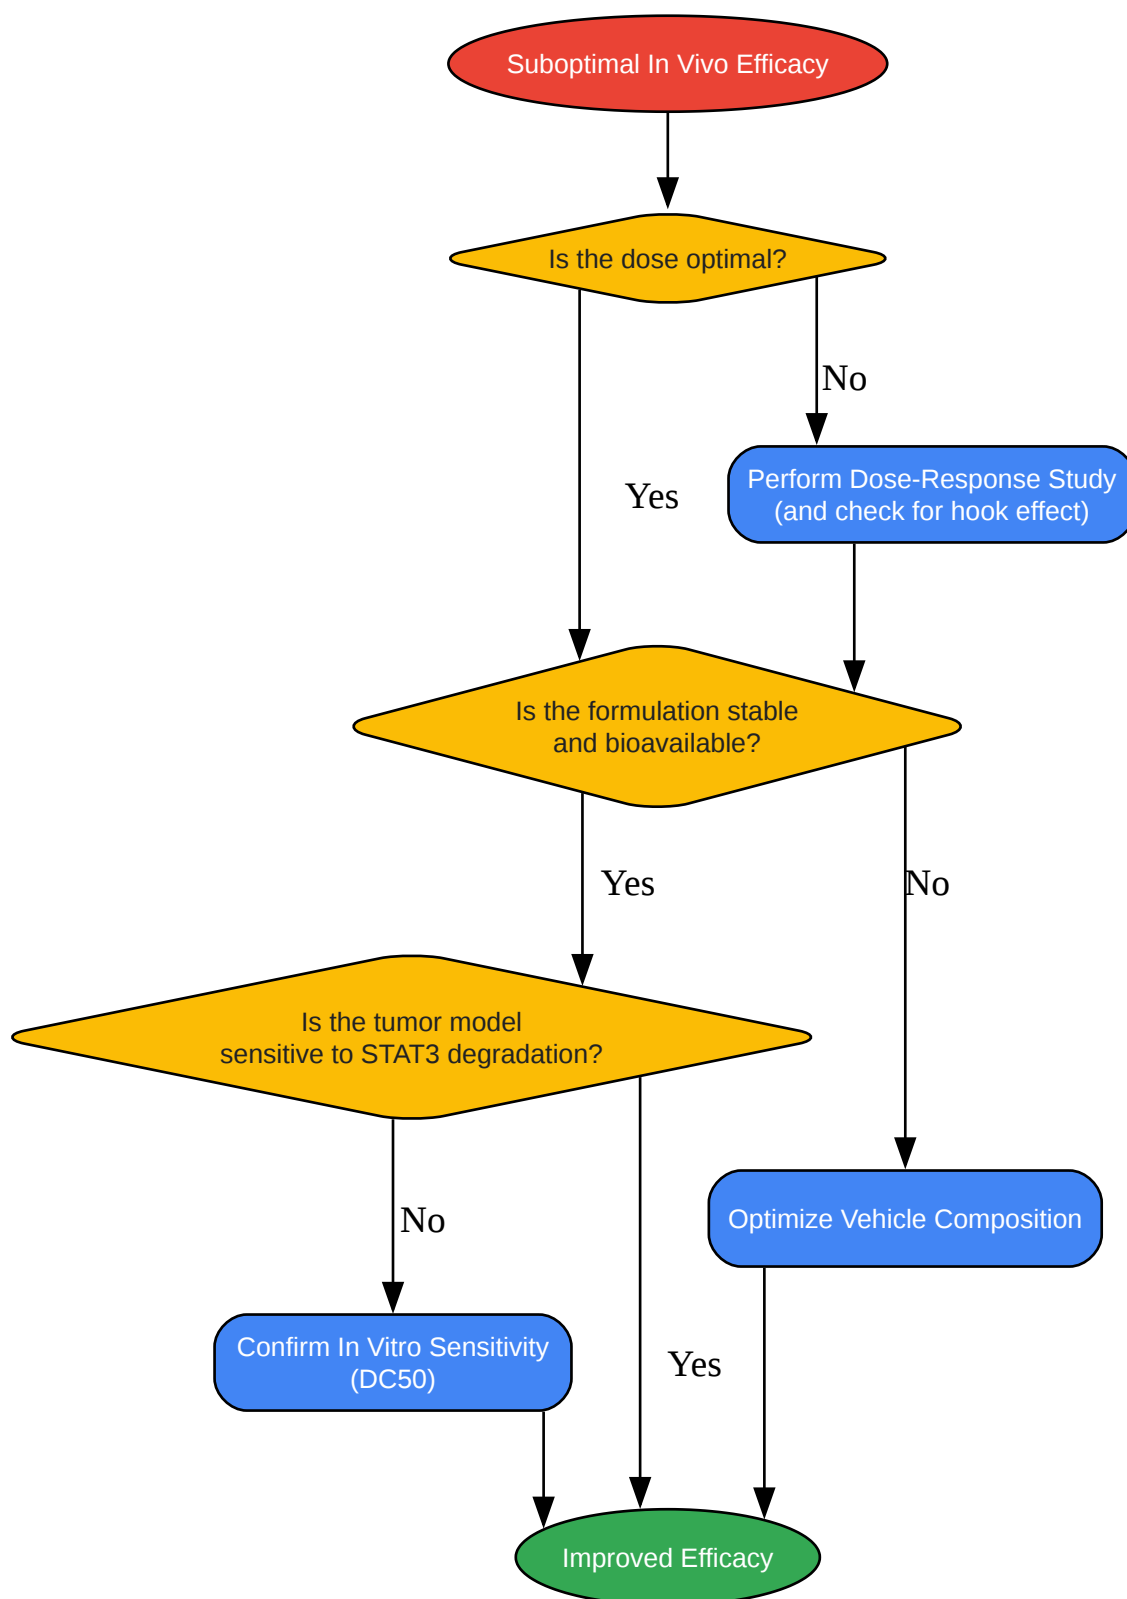 Suboptimal In Vivo Efficacy
Is the dose optimal?
No
Yes
Perform Dose-Response Study
(and check for hook effect)
Is the formulation stable
and bioavailable?
Yes
No
Is the tumor model
sensitive to STAT3 degradation?
No
Optimize Vehicle Composition
Confirm In Vitro Sensitivity
(DC50)
Yes
Improved Efficacy